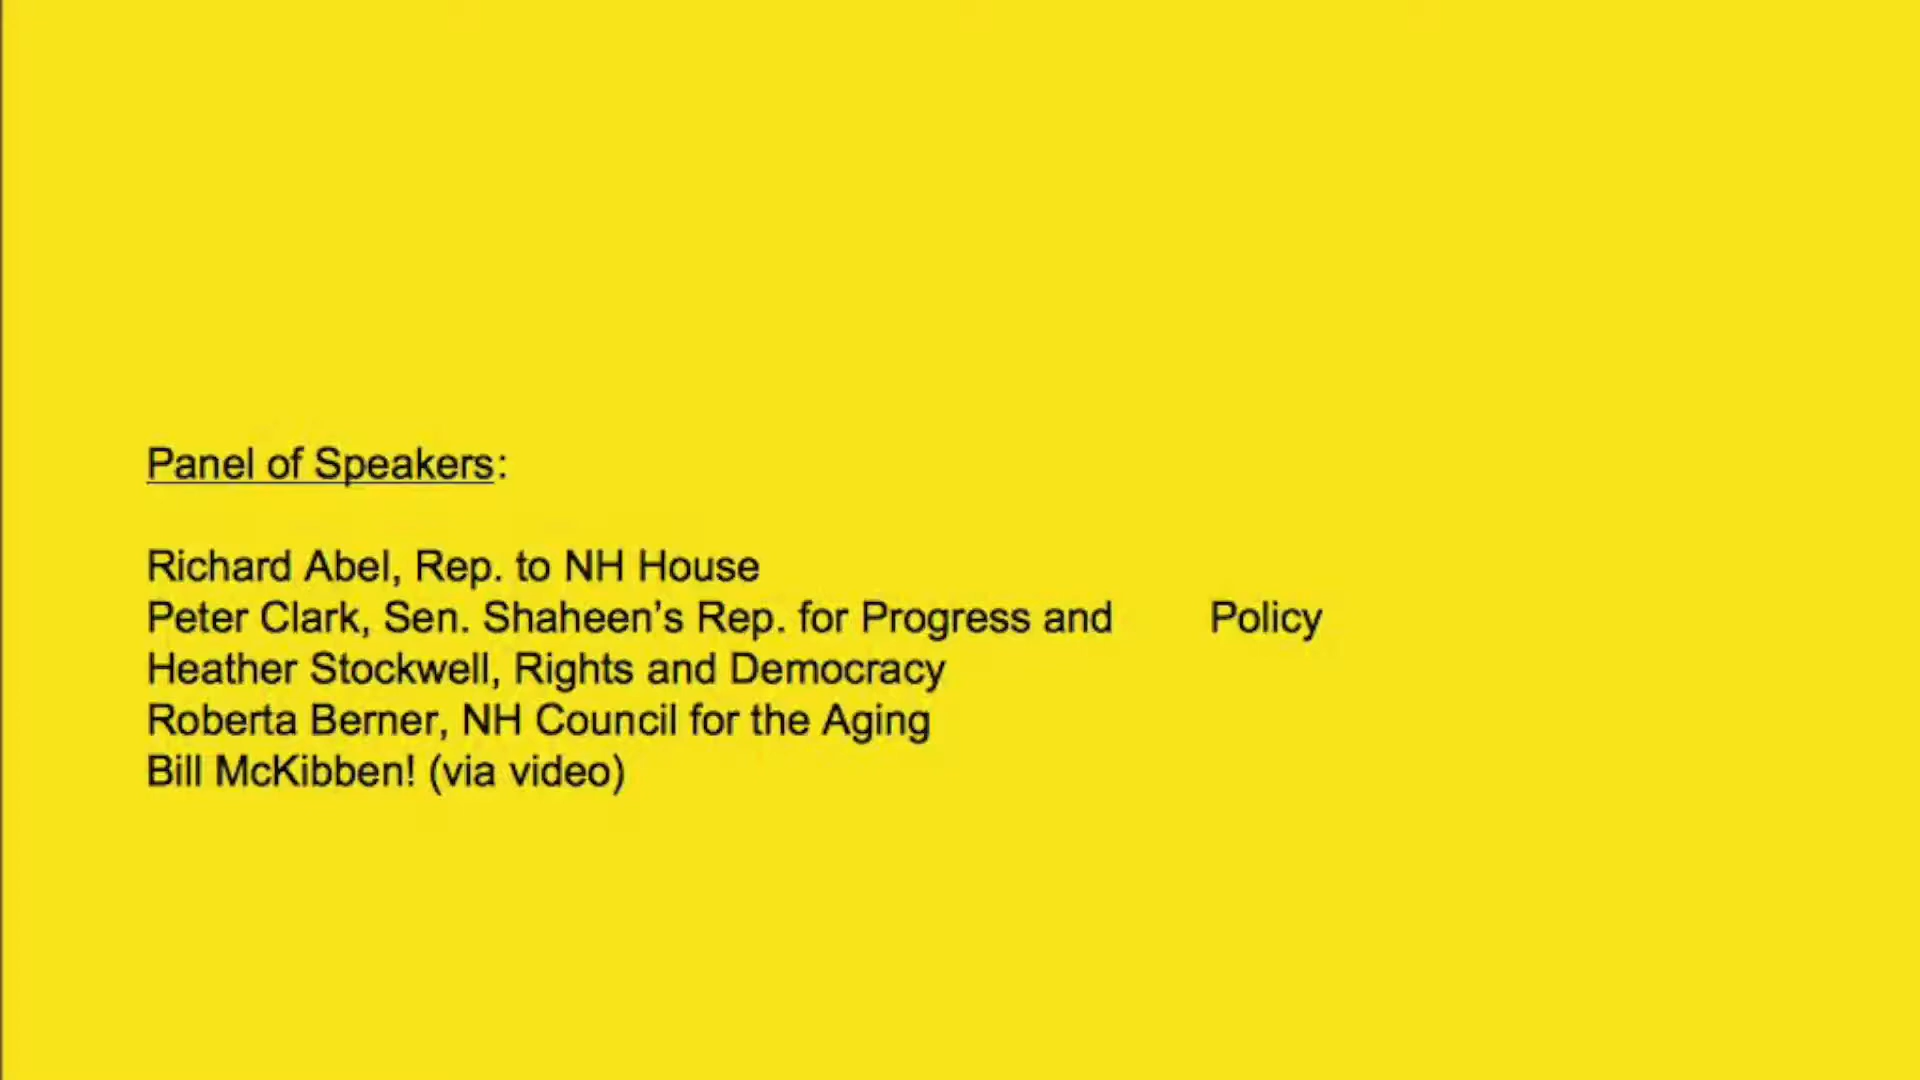 Panel of Speakers:
Richard Abel, Rep. to NH House
Peter Clark, Sen. Shaheen’s Rep. for Progress and Policy
Heather Stockwell, Rights and Democracy
Roberta Berner, NH Council for the Aging
Bill McKibben! (via video)